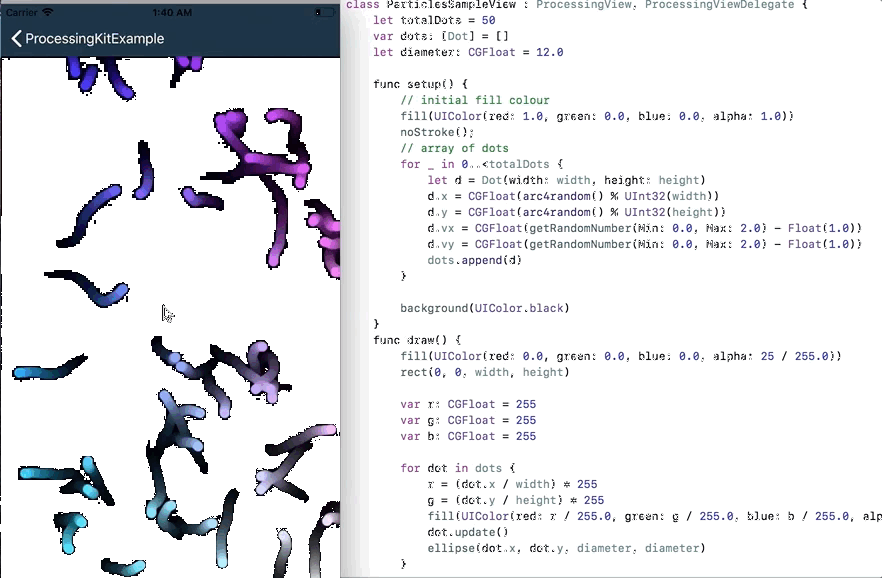 Carrier
1:40 AM
ProcessingKitExample
class ParticlesSampleView : ProcessingView, ProcessingViewDelegate {
let totalDots = 50
var dots: [Dot] = []
let diameter: CGFloat = 12.0
func setup() {
// initial fill colour
fill(UIColor(red: 1.0, green: 0.0, blue: 0.0, alpha: 1.0))
noStroke();
// array of dots
for _ in 0..<totalDots {
let d = Dot(width: width, height: height)
d.x = CGFloat(arc4random() % UInt32(width))
d.y = CGFloat(arc4random() % UInt32(height))
d.vx = CGFloat(getRandomNumber(Min: 0.0, Max: 2.0) - Float(1.0))
d.vy = CGFloat(getRandomNumber(Min: 0.0, Max: 2.0) - Float(1.0))
dots.append(d)
}
background(UIColor.black)
}
func draw() {
fill(UIColor(red: 0.0, green: 0.0, blue: 0.0, alpha: 25 / 255.0))
rect(0, 0, width, height)
var r: CGFloat = 255
var g: CGFloat = 255
var b: CGFloat = 255
for dot in dots {
r = (dot.x / width) * 255
g = (dot.y / height) * 255
fill(UIColor(red: r / 255.0, green: g / 255.0, blue: b / 255.0, alp
dot.update()
ellipse(dot.x, dot.y, diameter, diameter)
}